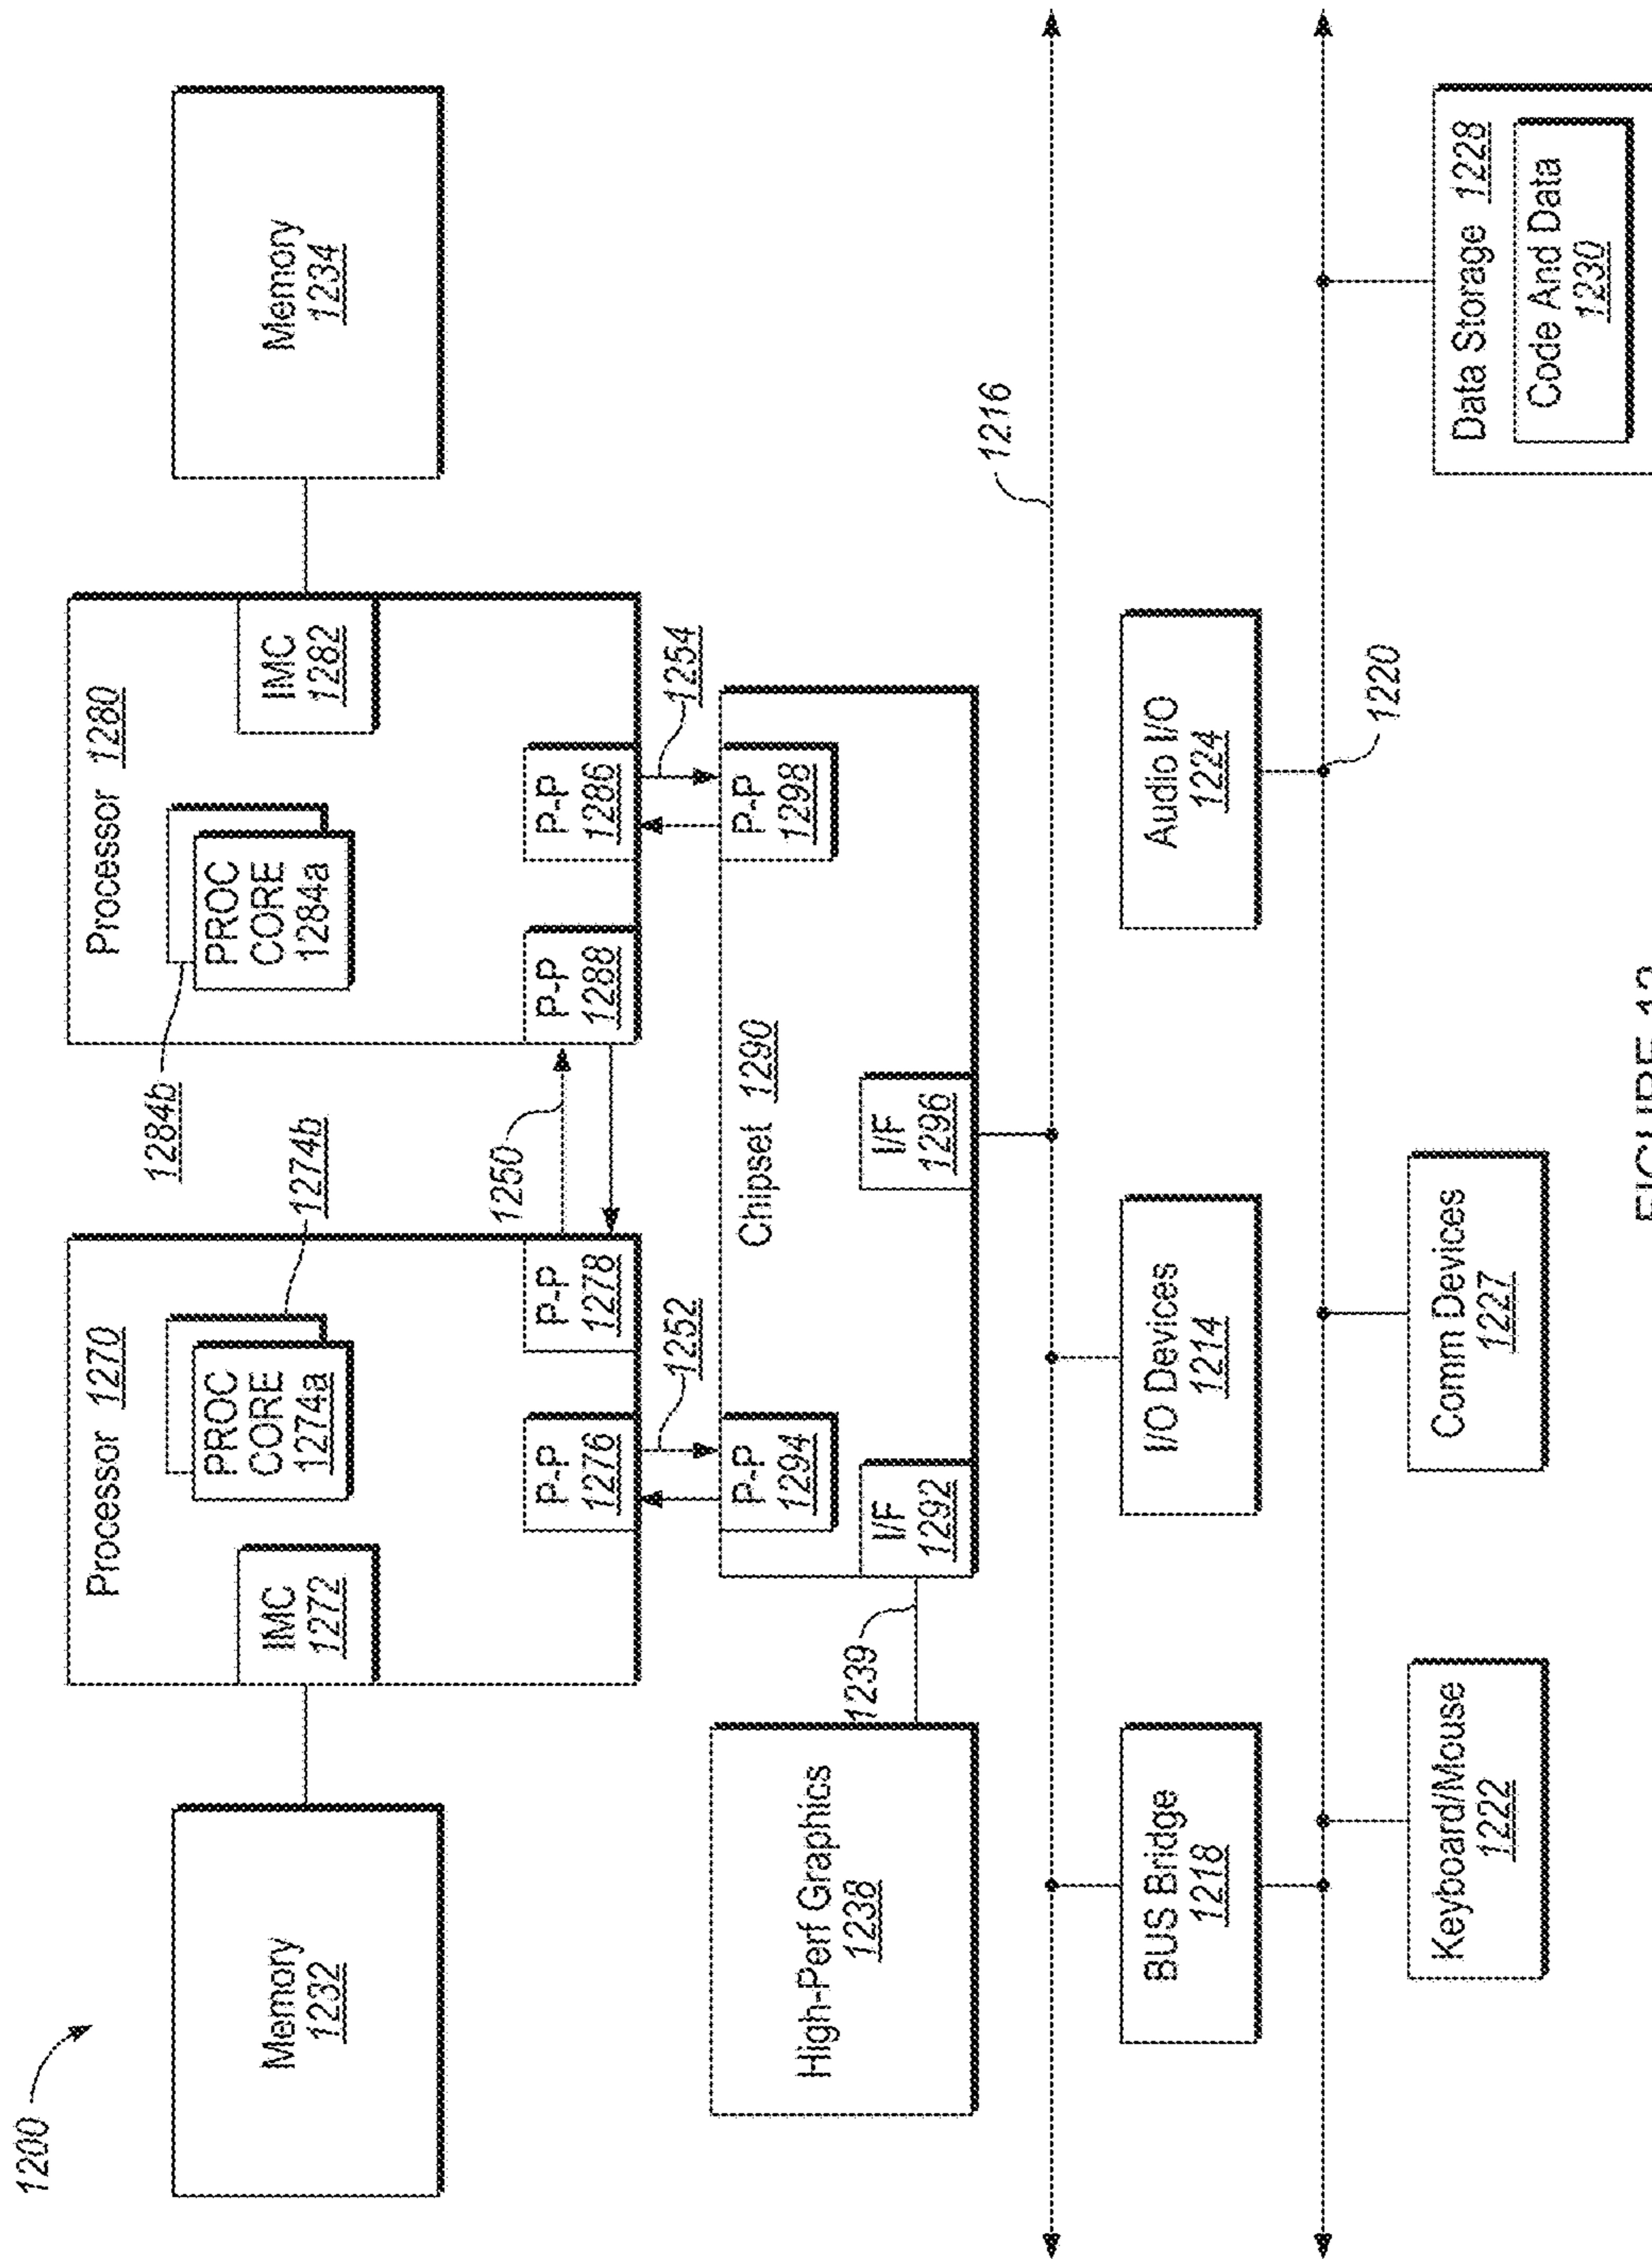 1200
Processor 1270
Processor 1280
1274b
1284b
Memory
1232
IMC
1272
PROC
CORE
1274a
PROC
CORE
1284a
IMC
1282
Memory
1234
1250
P-P
1276
P-P
1278
P-P
1288
P-P
1286
1252
1254
High-Perf Graphics
1238
1239
P-P
1294
Chipset 1290
P-P
1298
I/F
1292
I/F
1296
1216
BUS Bridge
1218
I/O Devices
1214
Audio I/O
1224
1220
Keyboard/Mouse
1222
Comm Devices
1227
Data Storage 1228
Code And Data
1230
FIGURE 12